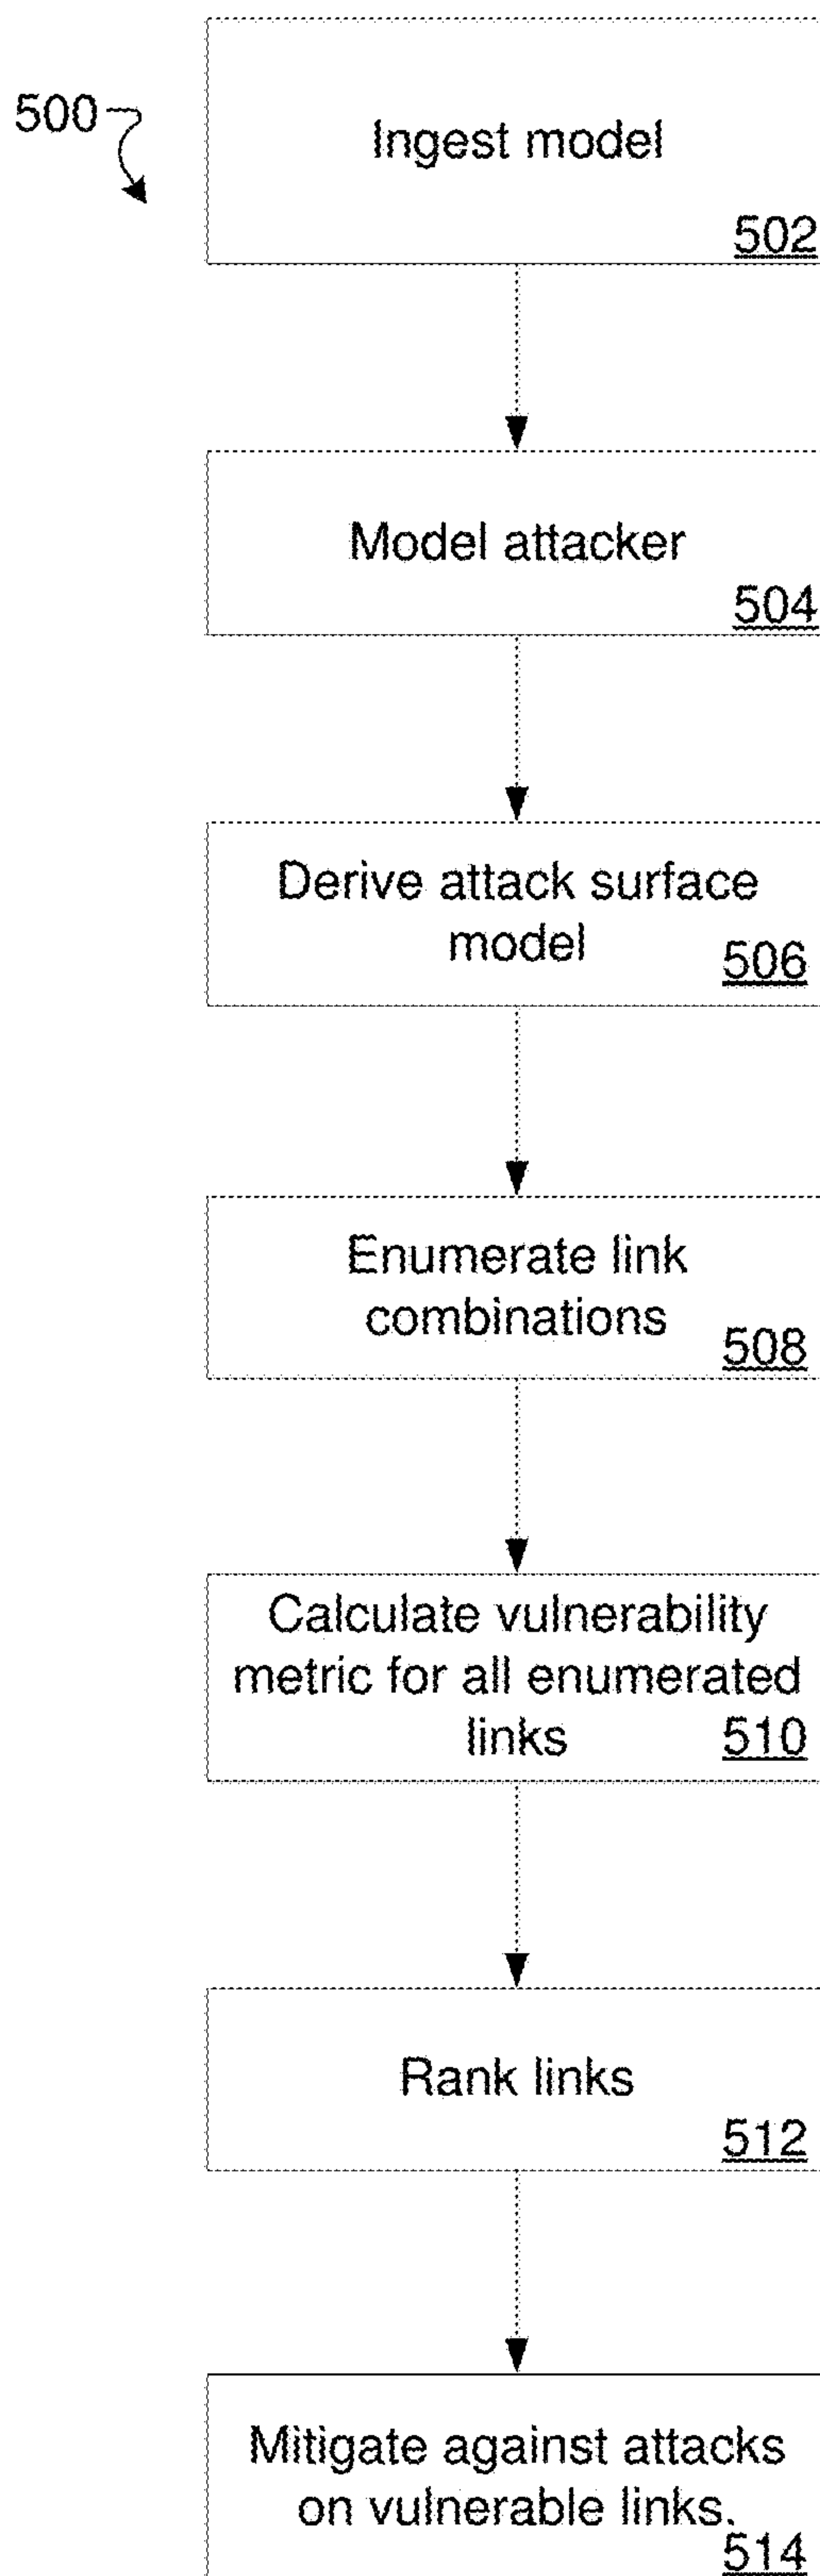 500
Ingest model
502
Model attacker
504
Derive attack surface
model
506
Enumerate link
combinations
508
Calculate vulnerability
metric for all enumerated
links
510
Rank links
512
Mitigate against attacks
on vulnerable links.
514